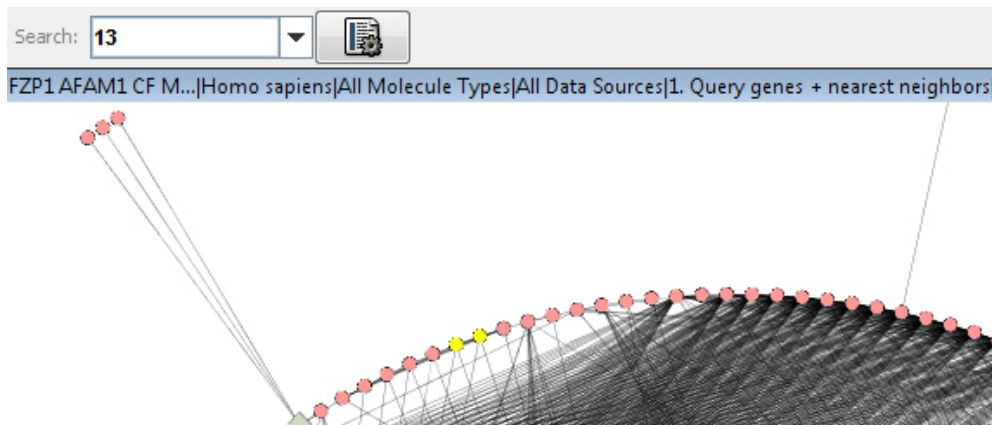 Search: 13
FZP1 AFAM1 CF M...|Homo sapiens|All Molecule Types|All Data Sources|1. Query genes + nearest neighbors